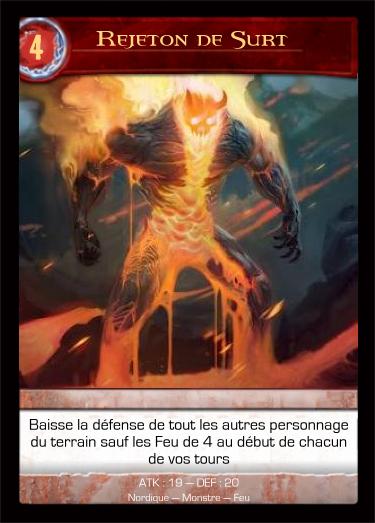 4
Rejeton de Surt
Baisse la défense de tout les autres personnage
du terrain sauf les Feu de 4 au début de chacun
de vos tours
ATK : 19 — DEF : 20
Nordique — Monstre — Feu